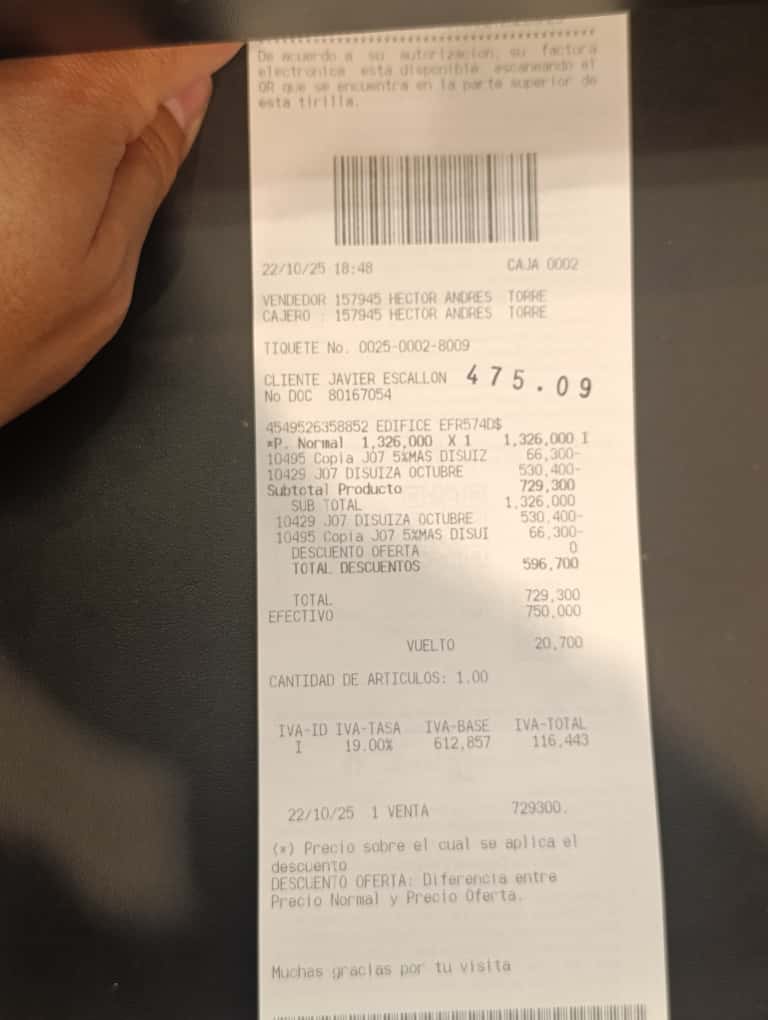 De acuerdo a su autorizacion, su factura
electronica esta disponible escaneando el
QR que se encuentra en la parte superior de
esta tirilla.
22/10/25 18:48 CAJA 0002
VENDEDOR 157945 HECTOR ANDRES TORRE
CAJERO : 157945 HECTOR ANDRES TORRE
TIQUETE No. 0025-0002-8009
CLIENTE JAVIER ESCALLON 475.09
No DOC 80167054
4549526358852 EDIFICE EFR574D$
*P. Normal 1,326,000 X 1 1,326,000 I
10495 Copia J07 5%MAS DISUIZ 66,300-
10429 J07 DISUIZA OCTUBRE 530,400-
Subtotal Producto 729,300
SUB TOTAL 1,326,000
10429 J07 DISUIZA OCTUBRE 530,400-
10495 Copia J07 5%MAS DISUI 66,300-
DESCUENTO OFERTA 0
TOTAL DESCUENTOS 596,700
TOTAL 729,300
EFECTIVO 750,000
VUELTO 20,700
CANTIDAD DE ARTICULOS: 1.00
IVA-ID IVA-TASA IVA-BASE IVA-TOTAL
I 19.00% 612,857 116,443
22/10/25 1 VENTA 729300.
(*) Precio sobre el cual se aplica el
descuento
DESCUENTO OFERTA: Diferencia entre
Precio Normal y Precio Oferta.
Muchas gracias por tu visita